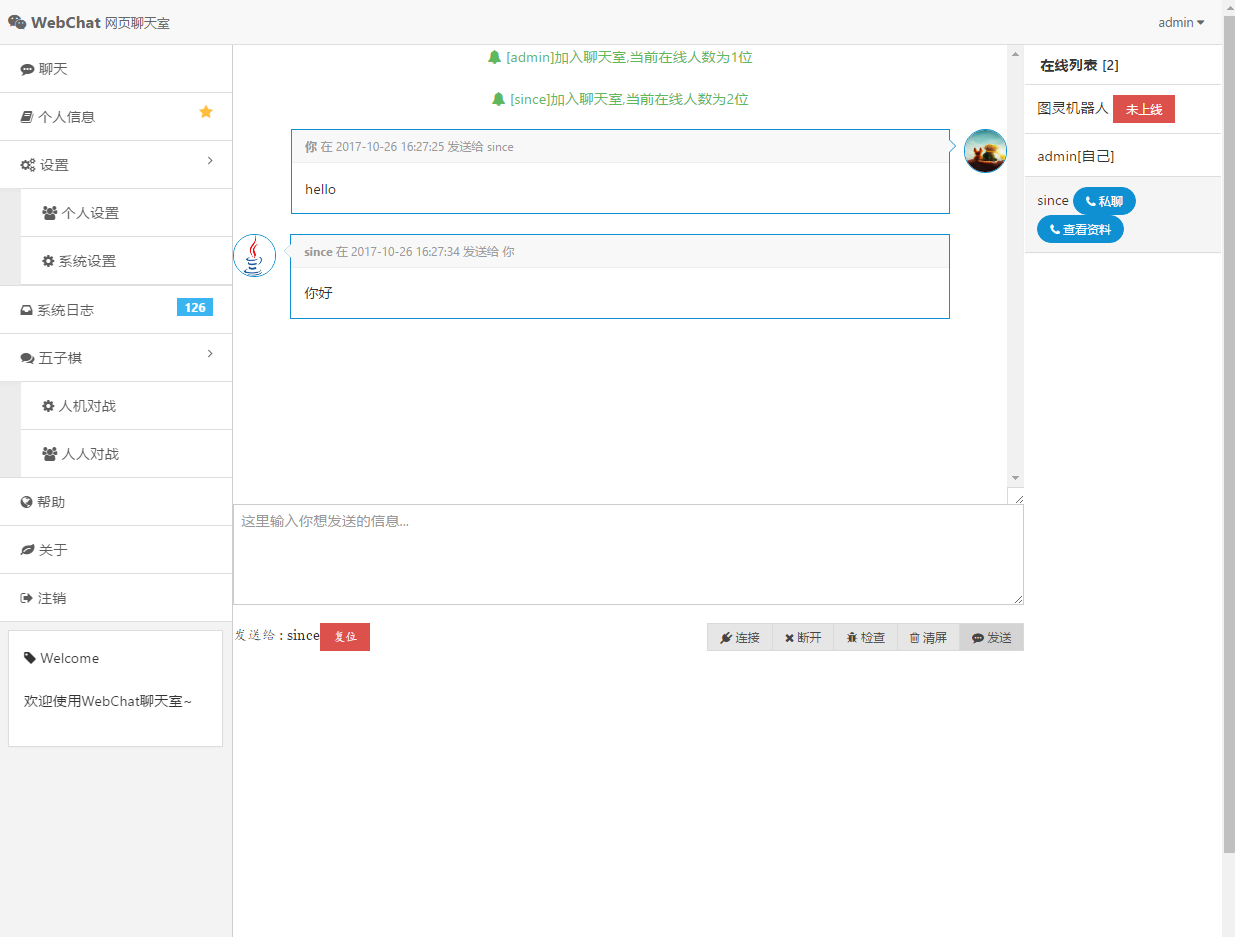 WebChat 网页聊天室
admin
聊天
个人信息
设置
个人设置
系统设置
系统日志 126
五子棋
人机对战
人人对战
帮助
关于
注销
Welcome
欢迎使用WebChat聊天室~
[admin]加入聊天室,当前在线人数为1位
[since]加入聊天室,当前在线人数为2位
你 在 2017-10-26 16:27:25 发送给 since
hello
since 在 2017-10-26 16:27:34 发送给 你
你好
这里输入你想发送的信息...
发送给 : since 复位
连接 断开 检查 清屏 发送
在线列表 [2]
图灵机器人 未上线
admin[自己]
since 私聊
查看资料